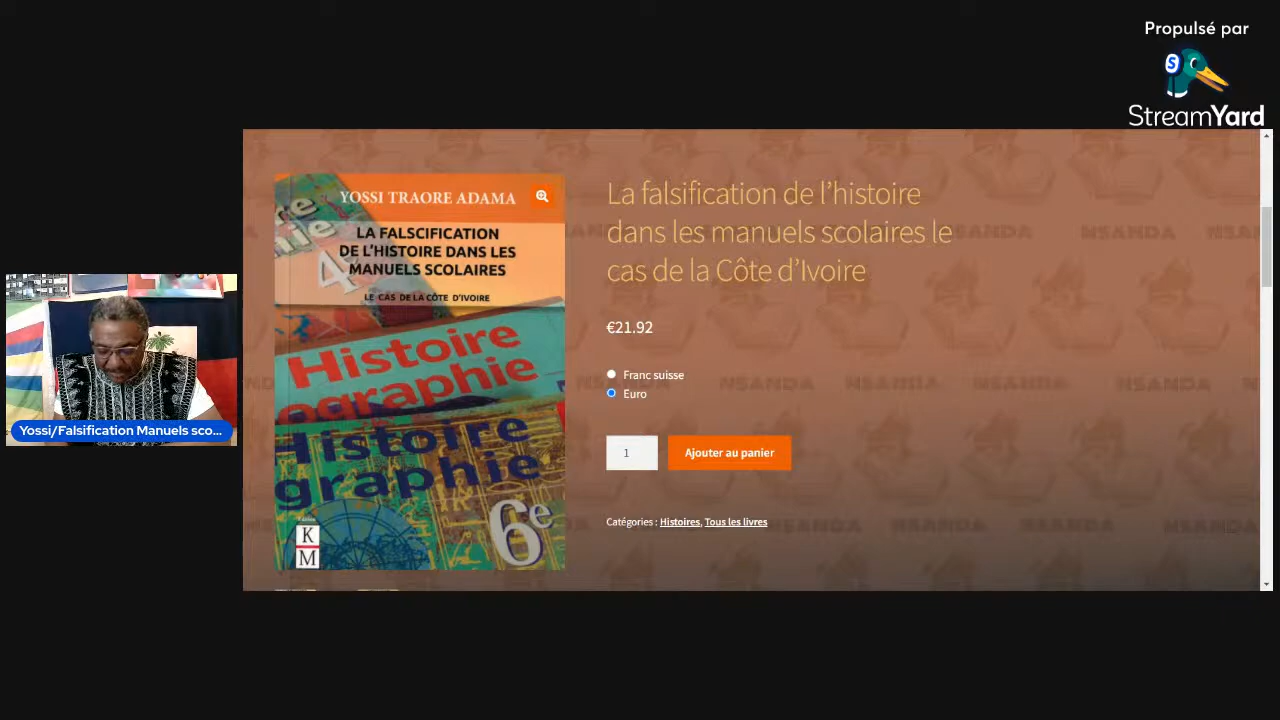 Propulsé par
StreamYard
YOSSI TRAORE ADAMA
LA FALSCIFICATION
DE L'HISTOIRE DANS LES
MANUELS SCOLAIRES
LE CAS DE LA CÔTE D'IVOIRE
4e
Histoire
ographie
Histoire
graphie
6e
Edition
K
M
La falsification de l'histoire
dans les manuels scolaires le
cas de la Côte d'Ivoire
€21.92
Franc suisse
Euro
1
Ajouter au panier
Catégories : Histoires, Tous les livres
NSANDA
Yossi/Falsification Manuels sco...